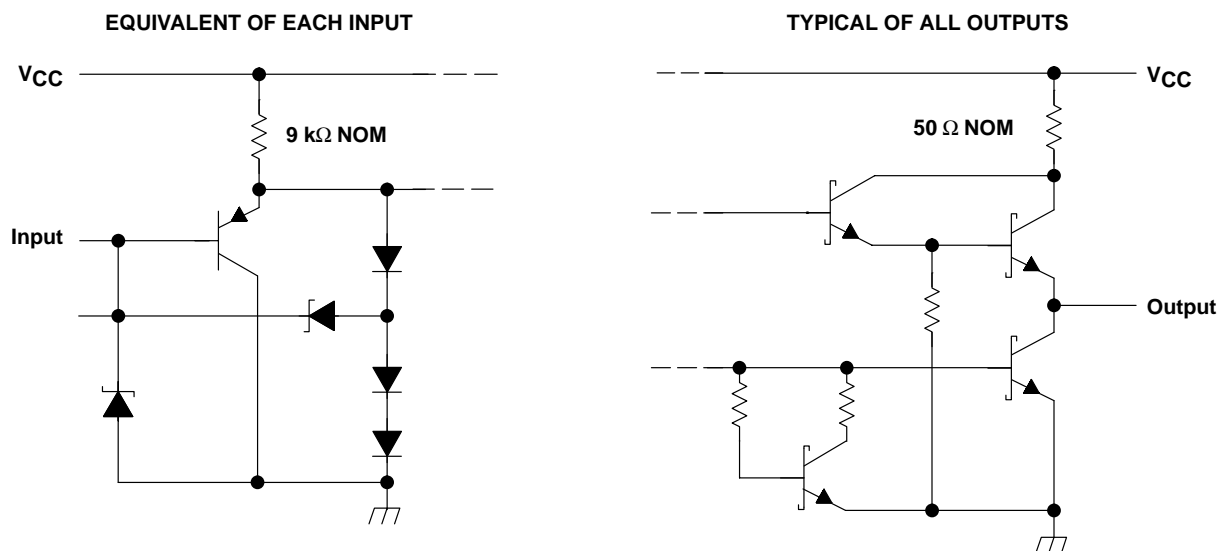 EQUIVALENT OF EACH INPUT
VCC
9 kΩ NOM
Input
TYPICAL OF ALL OUTPUTS
VCC
50 Ω NOM
Output